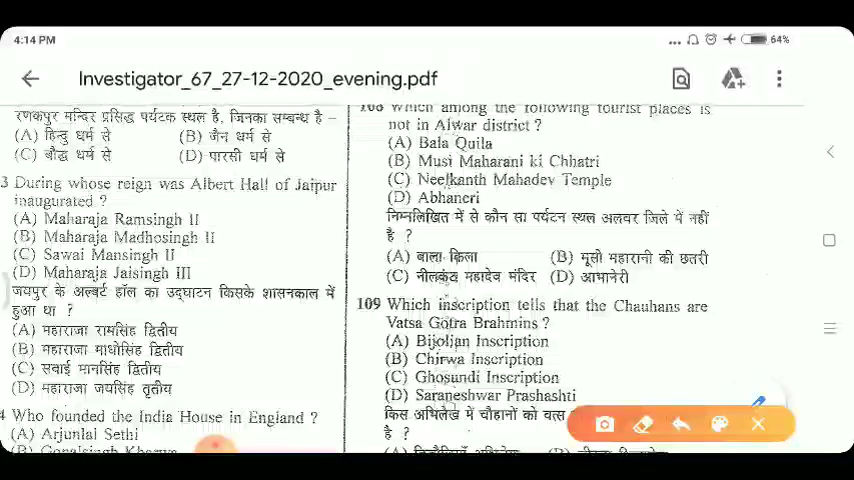 4:14 PM
64%
Investigator_67_27-12-2020_evening.pdf
रणकपुर मन्दिर प्रसिद्ध पर्यटक स्थल है, जिनका सम्बन्ध है –
(A) हिन्दु धर्म से (B) जैन धर्म से
(C) बौद्ध धर्म से (D) पारसी धर्म से
3 During whose reign was Albert Hall of Jaipur
inaugurated ?
(A) Maharaja Ramsingh II
(B) Maharaja Madhosingh II
(C) Sawai Mansingh II
(D) Maharaja Jaisingh III
जयपुर के अल्बर्ट हॉल का उद्घाटन किसके शासनकाल में
हुआ था ?
(A) महाराजा रामसिंह द्वितीय
(B) महाराजा माधोसिंह द्वितीय
(C) सवाई मानसिंह द्वितीय
(D) महाराजा जयसिंह तृतीय
4 Who founded the India House in England ?
(A) Arjunlal Sethi
108 Which among the following tourist places is
not in Alwar district ?
(A) Bala Quila
(B) Musi Maharani ki Chhatri
(C) Neelkanth Mahadev Temple
(D) Abhaneri
निम्नलिखित में से कौन सा पर्यटन स्थल अलवर जिले में नहीं
है ?
(A) बाला किला (B) मूसी महारानी की छतरी
(C) नीलकंठ महादेव मंदिर (D) आभानेरी
109 Which inscription tells that the Chauhans are
Vatsa Gotra Brahmins ?
(A) Bijolian Inscription
(B) Chirwa Inscription
(C) Ghosundi Inscription
(D) Saraneshwar Prashashti
किस अभिलेख में चौहानों को वत्स
है ?